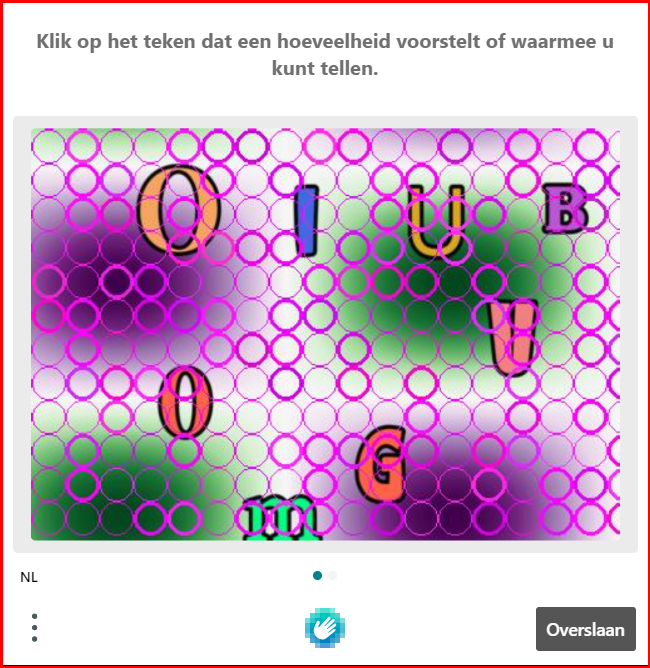 Klik op het teken dat een hoeveelheid voorstelt of waarmee u
kunt tellen.
O I U B
V
0
G
m
NL
Overslaan